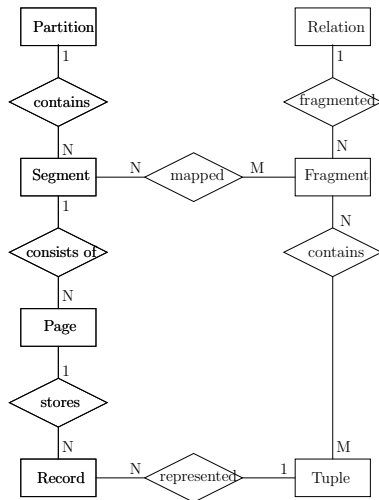 Partition Relation
1 1
contains fragmented
N N
Segment N mapped M Fragment
1 N
consists of contains
N
Page
1
stores
N M
Record N represented 1 Tuple